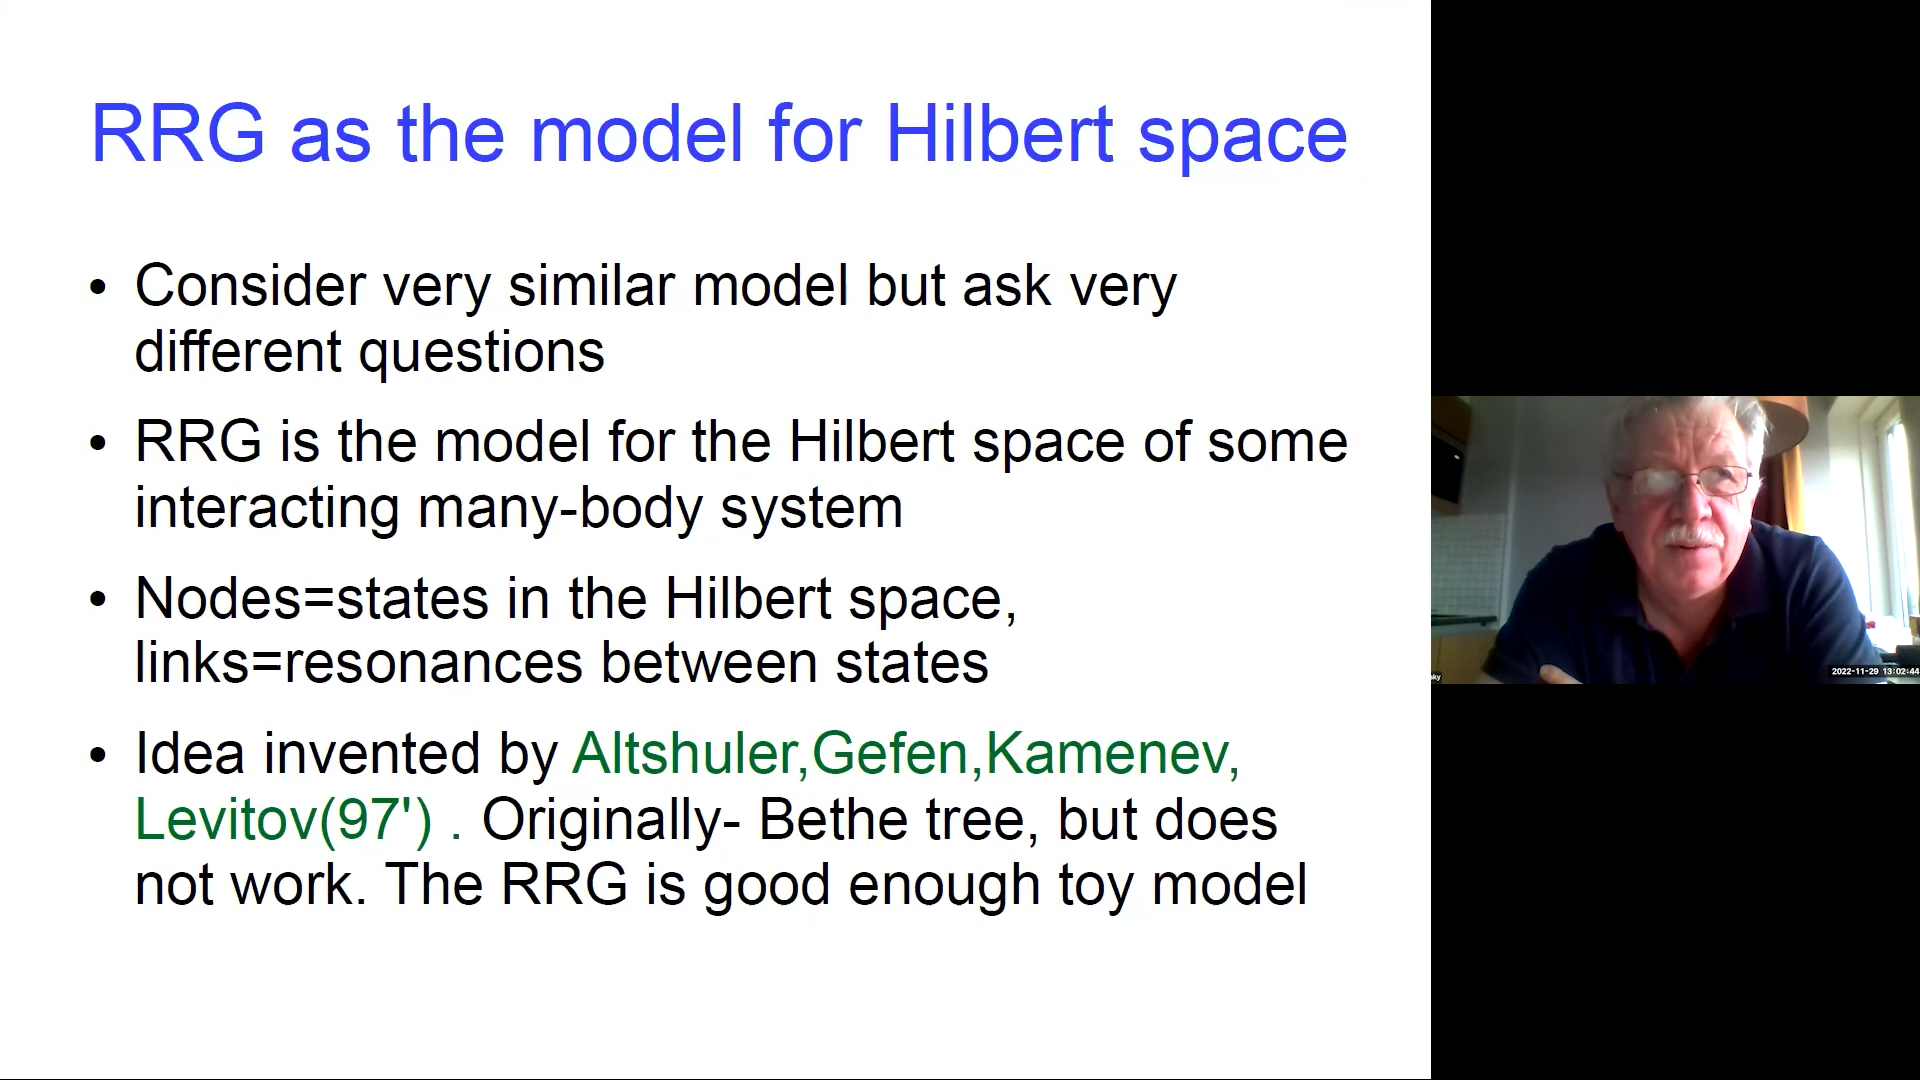 RRG as the model for Hilbert space
• Consider very similar model but ask very
different questions
• RRG is the model for the Hilbert space of some
interacting many-body system
• Nodes=states in the Hilbert space,
links=resonances between states
• Idea invented by Altshuler,Gefen,Kamenev,
Levitov(97') . Originally- Bethe tree, but does
not work. The RRG is good enough toy model
2022-11-29 13:02:44